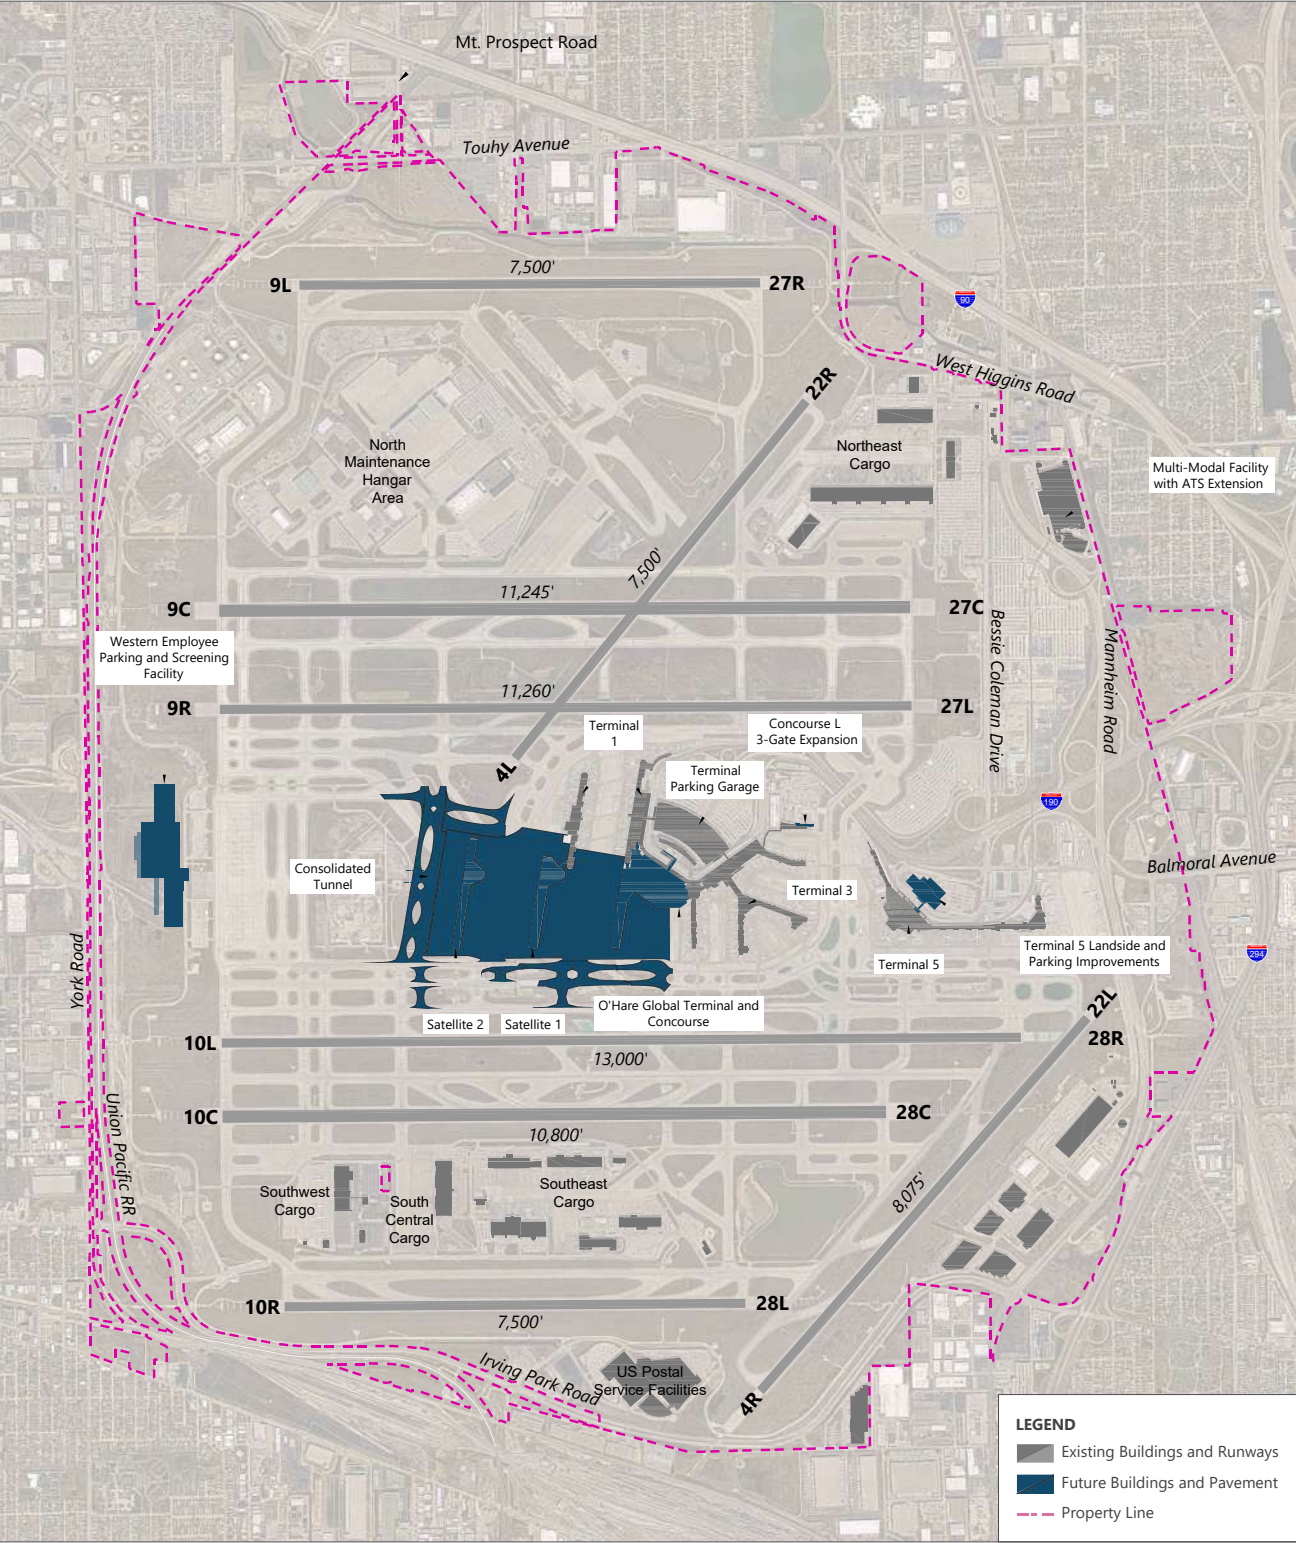 Mt. Prospect Road
Touhy Avenue
7,500'
9L
27R
90
West Higgins Road
22R
North
Maintenance
Hangar
Area
Northeast
Cargo
Multi-Modal Facility
with ATS Extension
7,500'
11,245'
9C
27C
Bessie Coleman Drive
Mannheim Road
Western Employee
Parking and Screening
Facility
11,260'
9R
27L
Terminal
1
Concourse L
3-Gate Expansion
4L
Terminal
Parking Garage
190
Balmoral Avenue
Consolidated
Tunnel
Terminal 3
York Road
Terminal 5
Terminal 5 Landside and
Parking Improvements
294
O'Hare Global Terminal and
Concourse
Satellite 2
Satellite 1
22L
10L
28R
13,000'
Union Pacific RR
10C
28C
10,800'
Southwest
Cargo
South
Central
Cargo
Southeast
Cargo
8,075'
10R
28L
7,500'
Irving Park Road
US Postal
Service Facilities
4R
LEGEND
Existing Buildings and Runways
Future Buildings and Pavement
Property Line